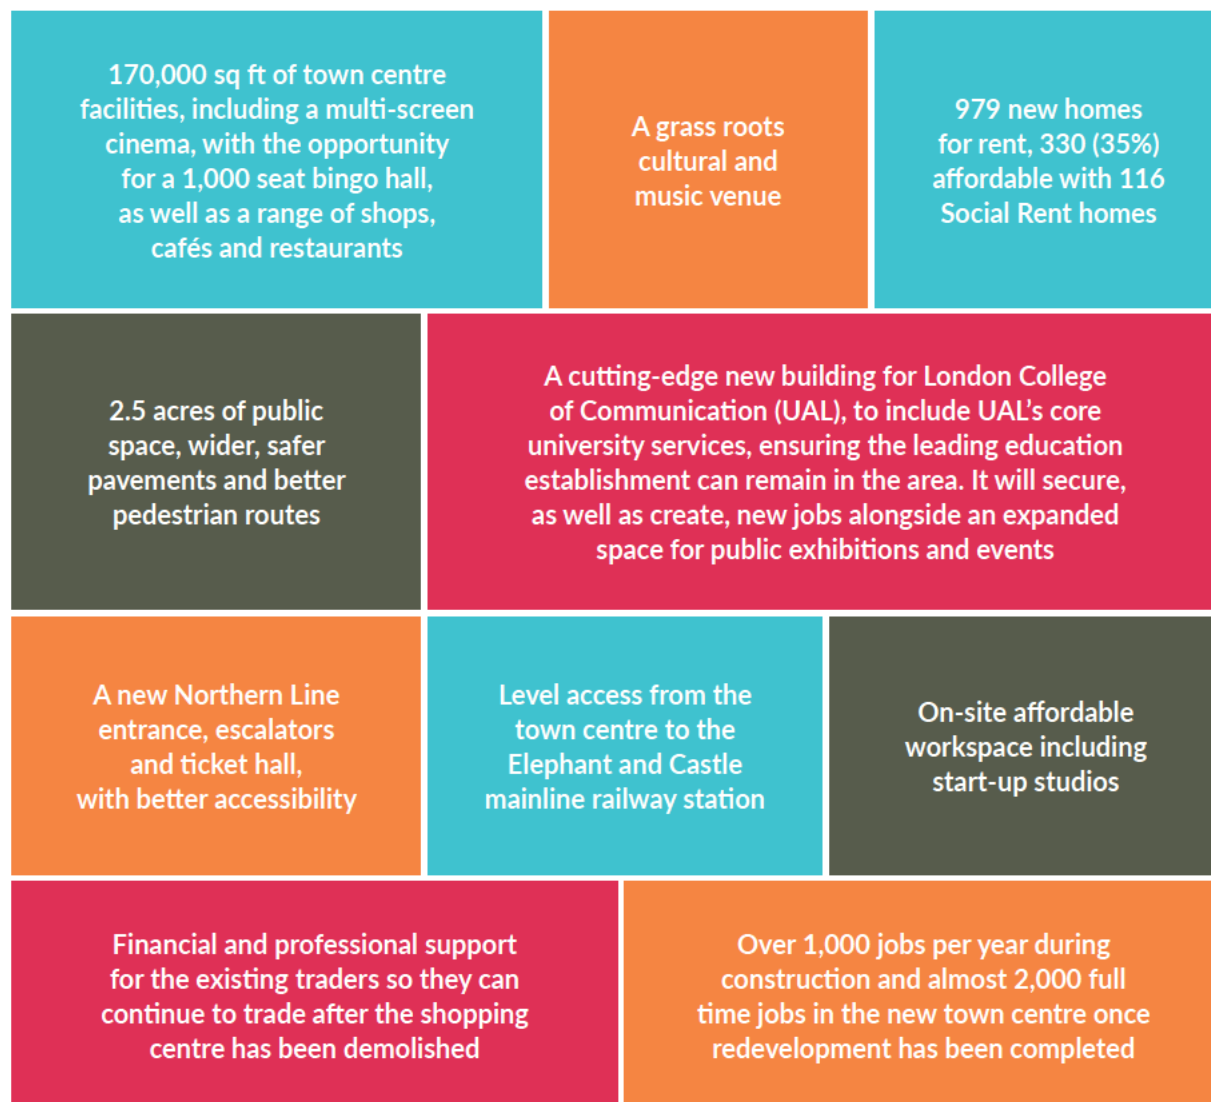 170,000 sq ft of town centre
facilities, including a multi-screen
cinema, with the opportunity
for a 1,000 seat bingo hall,
as well as a range of shops,
cafés and restaurants
A grass roots
cultural and
music venue
979 new homes
for rent, 330 (35%)
affordable with 116
Social Rent homes
2.5 acres of public
space, wider, safer
pavements and better
pedestrian routes
A cutting-edge new building for London College
of Communication (UAL), to include UAL’s core
university services, ensuring the leading education
establishment can remain in the area. It will secure,
as well as create, new jobs alongside an expanded
space for public exhibitions and events
A new Northern Line
entrance, escalators
and ticket hall,
with better accessibility
Level access from the
town centre to the
Elephant and Castle
mainline railway station
On-site affordable
workspace including
start-up studios
Financial and professional support
for the existing traders so they can
continue to trade after the shopping
centre has been demolished
Over 1,000 jobs per year during
construction and almost 2,000 full
time jobs in the new town centre once
redevelopment has been completed